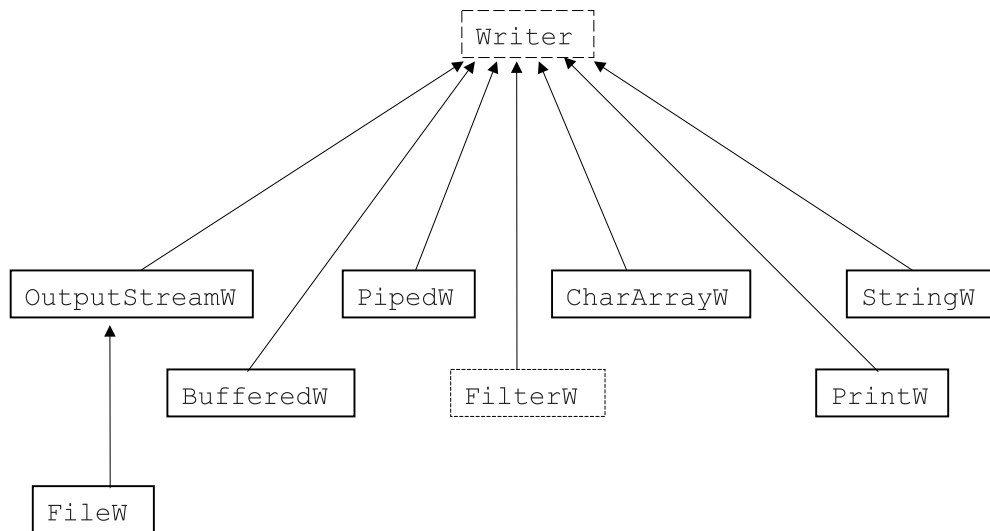 Writer
OutputStreamW
PipedW
CharArrayW
StringW
BufferedW
FilterW
PrintW
FileW